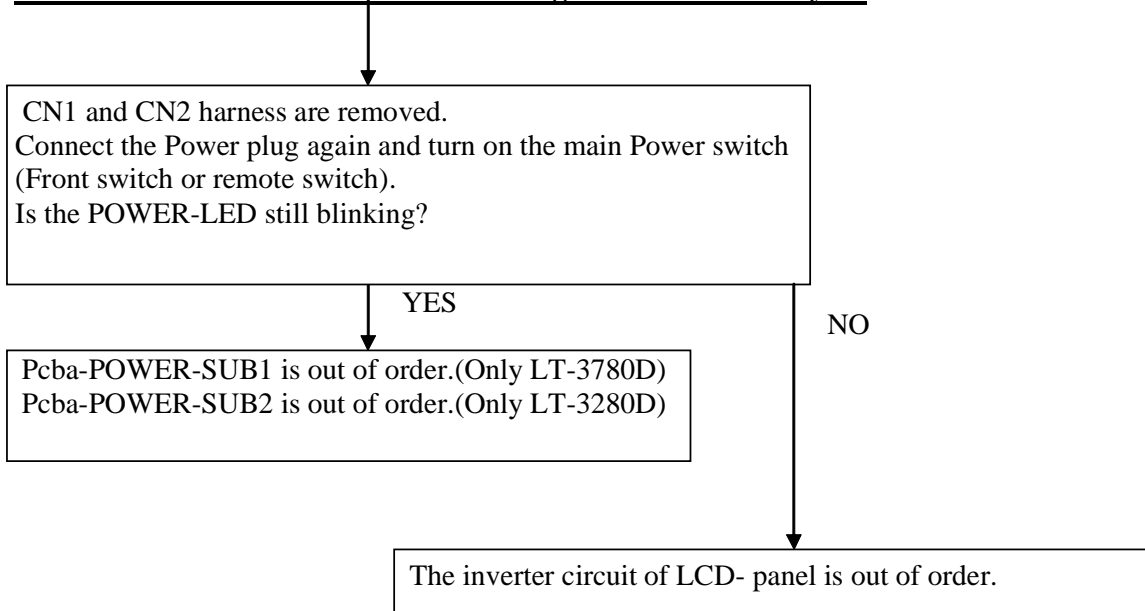 CN1 and CN2 harness are removed.
Connect the Power plug again and turn on the main Power switch
(Front switch or remote switch).
Is the POWER-LED still blinking?
YES
NO
Pcba-POWER-SUB1 is out of order.(Only LT-3780D)
Pcba-POWER-SUB2 is out of order.(Only LT-3280D)
The inverter circuit of LCD- panel is out of order.